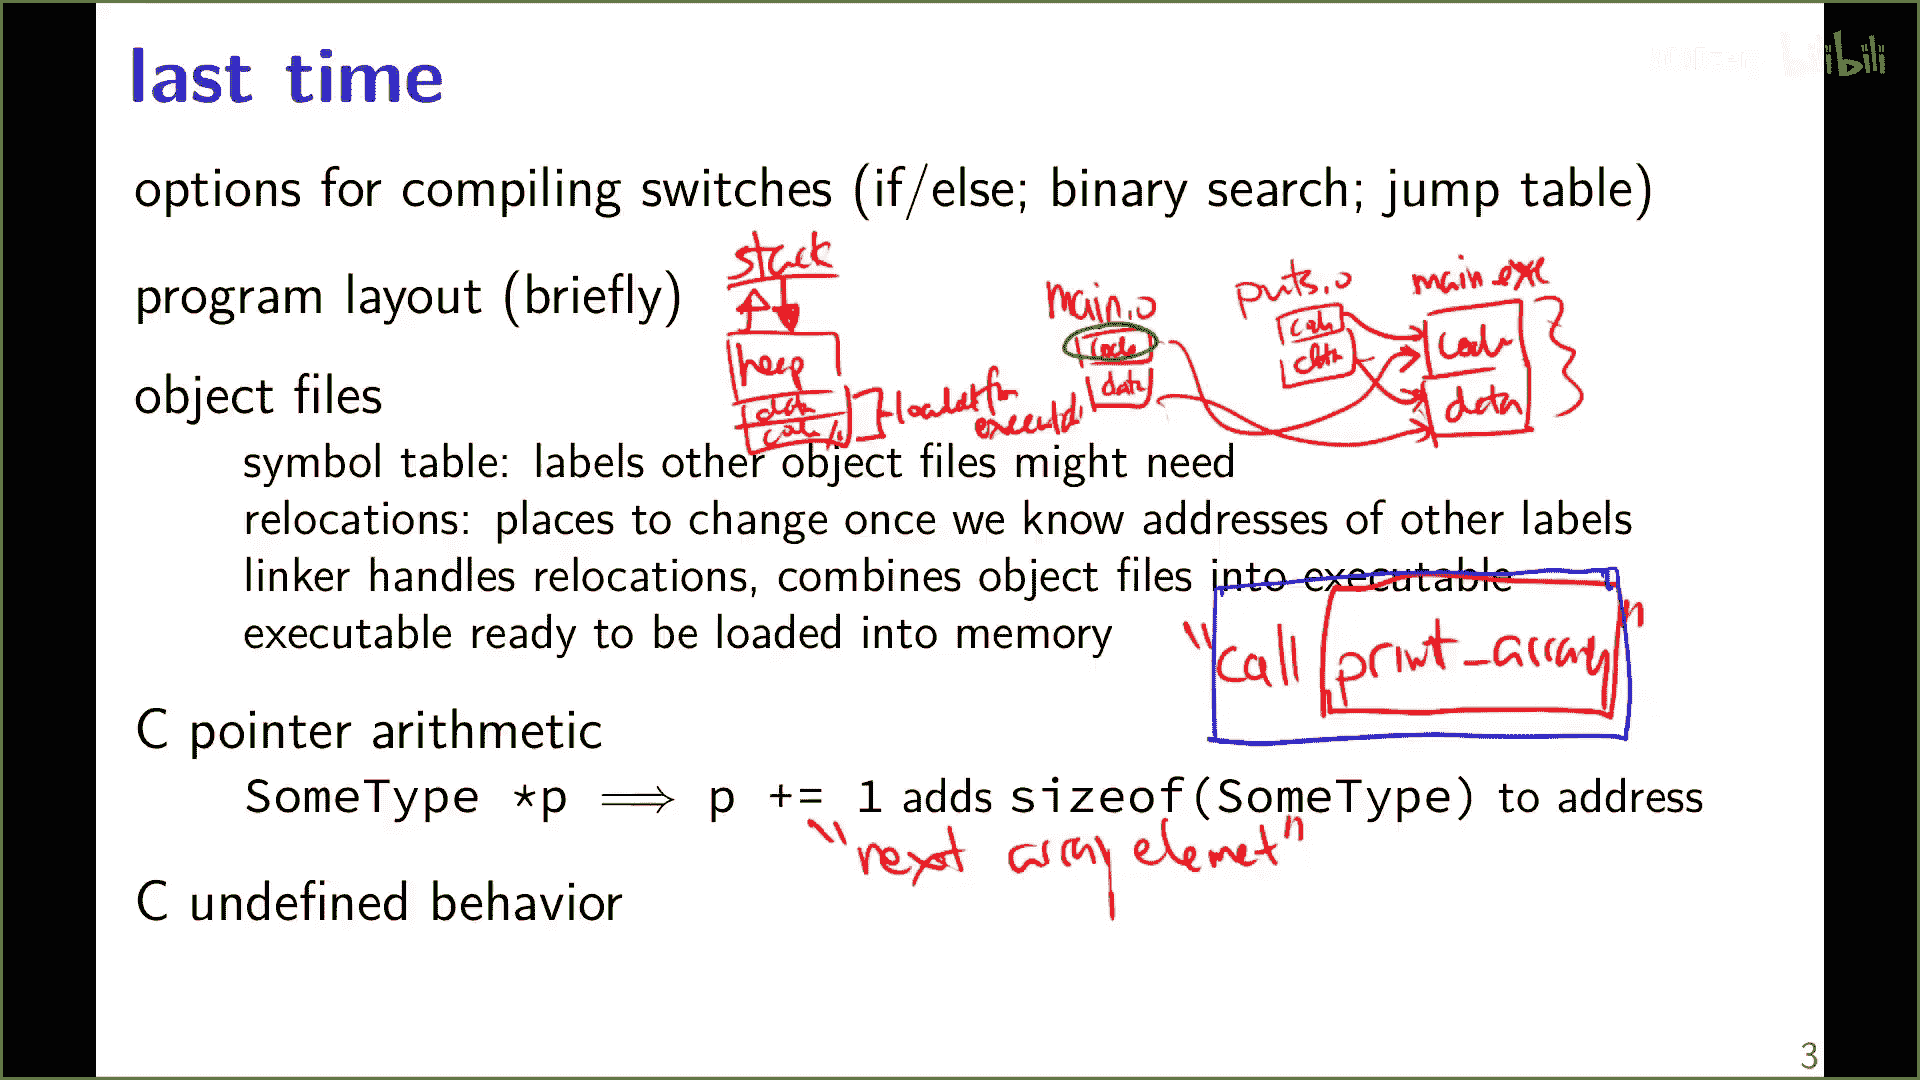 last time
bilibili
options for compiling switches (if/else; binary search; jump table)
stack
program layout (briefly)
main.o
puts.o
main.exe
heap
code
code
code
data
data
data
object files
data
code
loaded from
executable
symbol table: labels other object files might need
relocations: places to change once we know addresses of other labels
linker handles relocations, combines object files into executable
executable ready to be loaded into memory
"call print_array"
C pointer arithmetic
SomeType *p ⟹ p += 1 adds sizeof(SomeType) to address
"next array elemet"
C undefined behavior
3